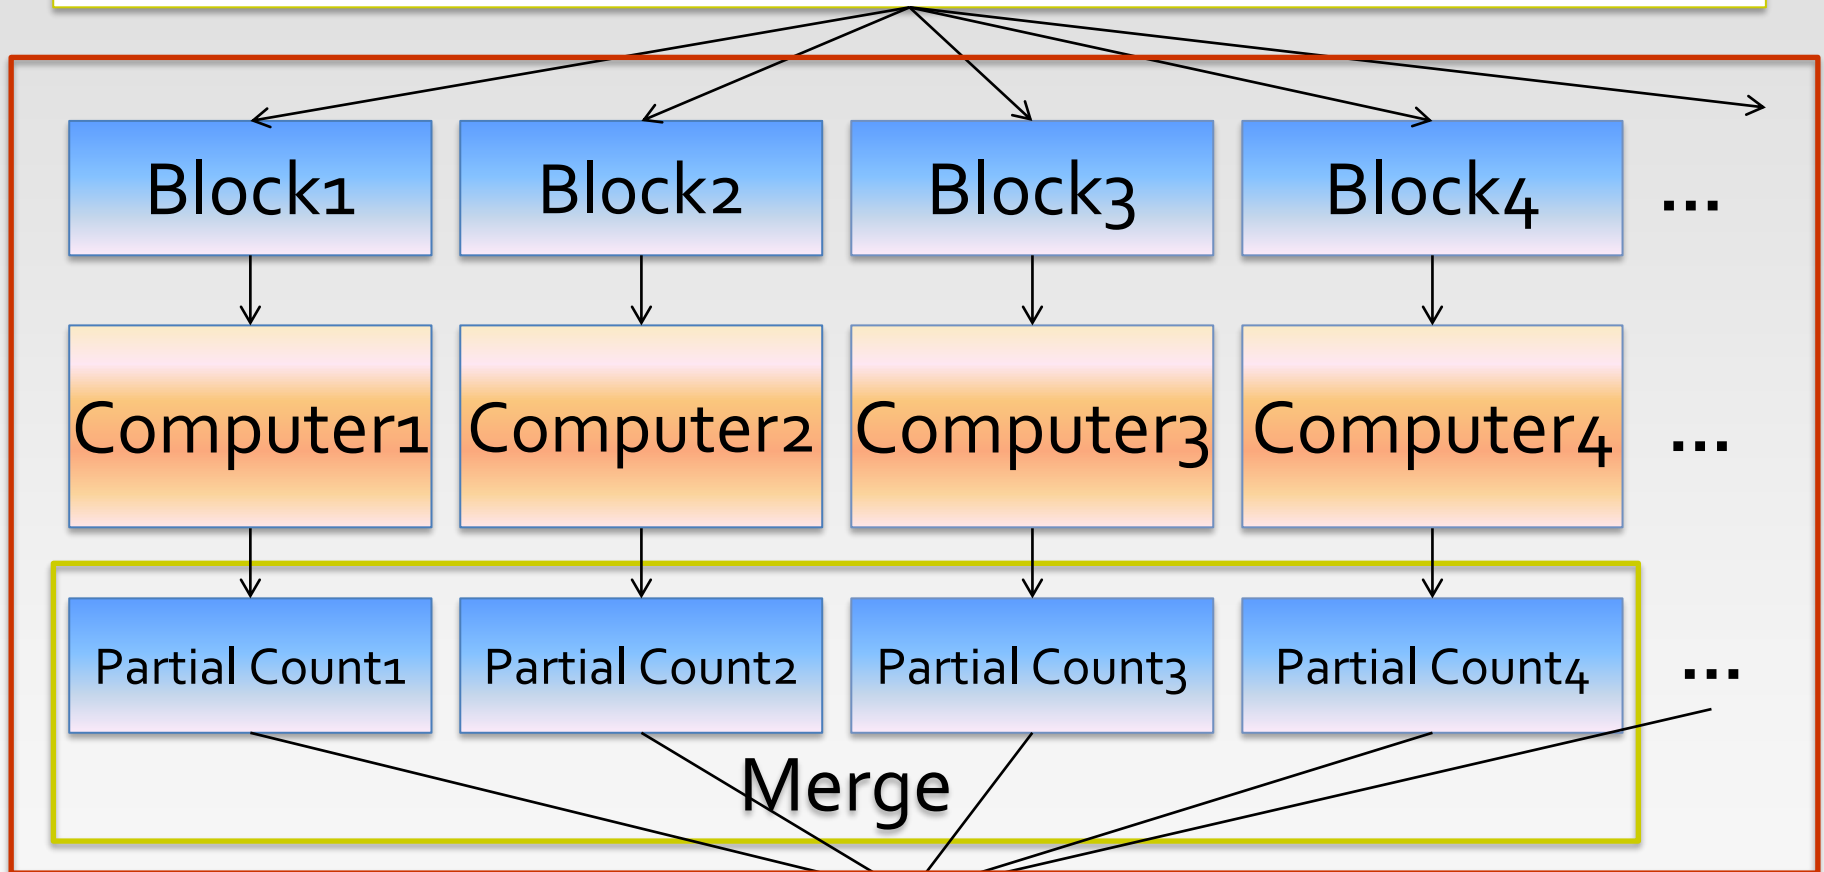 Block1 Block2 Block3 Block4 ...
Computer1 Computer2 Computer3 Computer4 ...
Partial Count1 Partial Count2 Partial Count3 Partial Count4 ...
Merge